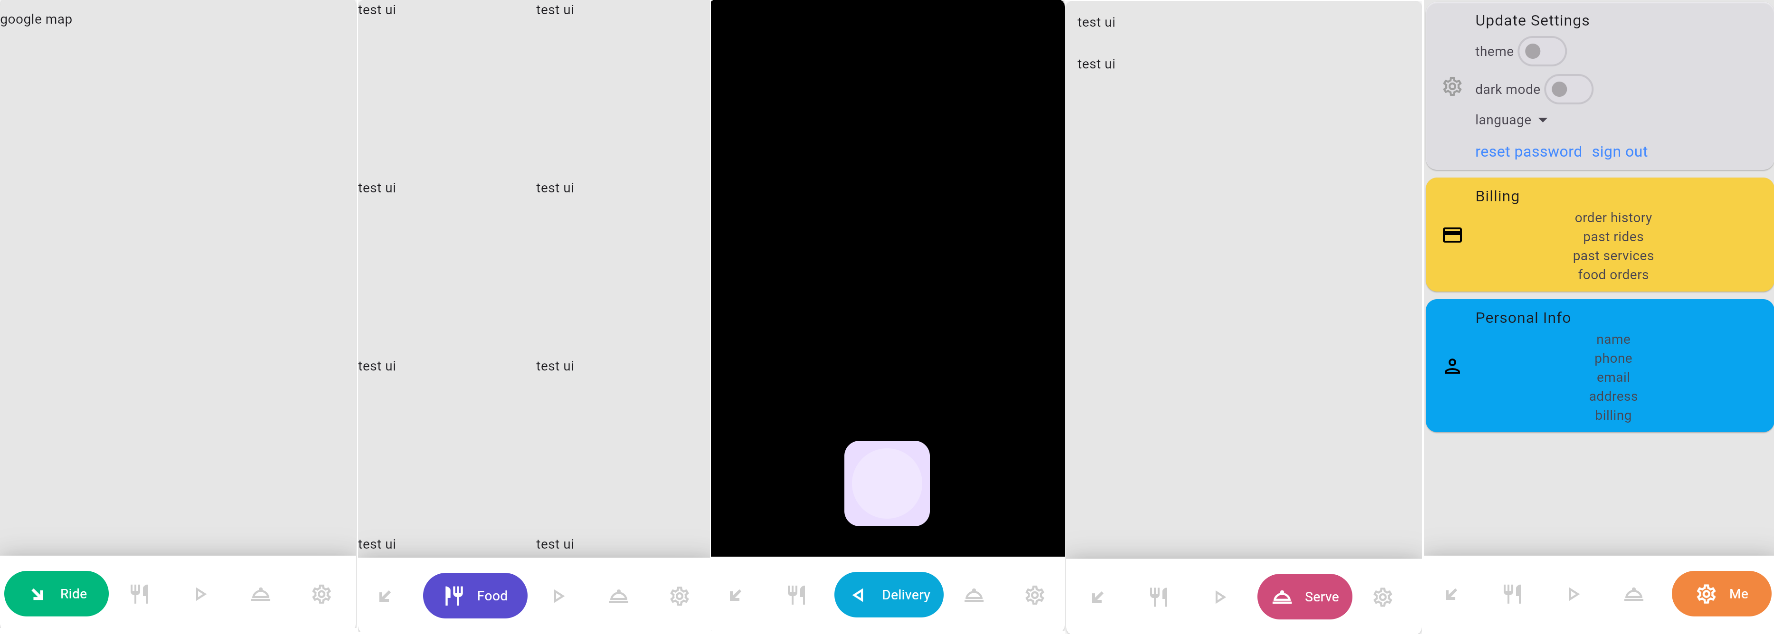 google map
Ride
test ui test ui
test ui test ui
test ui test ui
test ui test ui
Food
Delivery
test ui
test ui
Serve
Update Settings
theme
dark mode
language
reset password sign out
Billing
order history
past rides
past services
food orders
Personal Info
name
phone
email
address
billing
Me